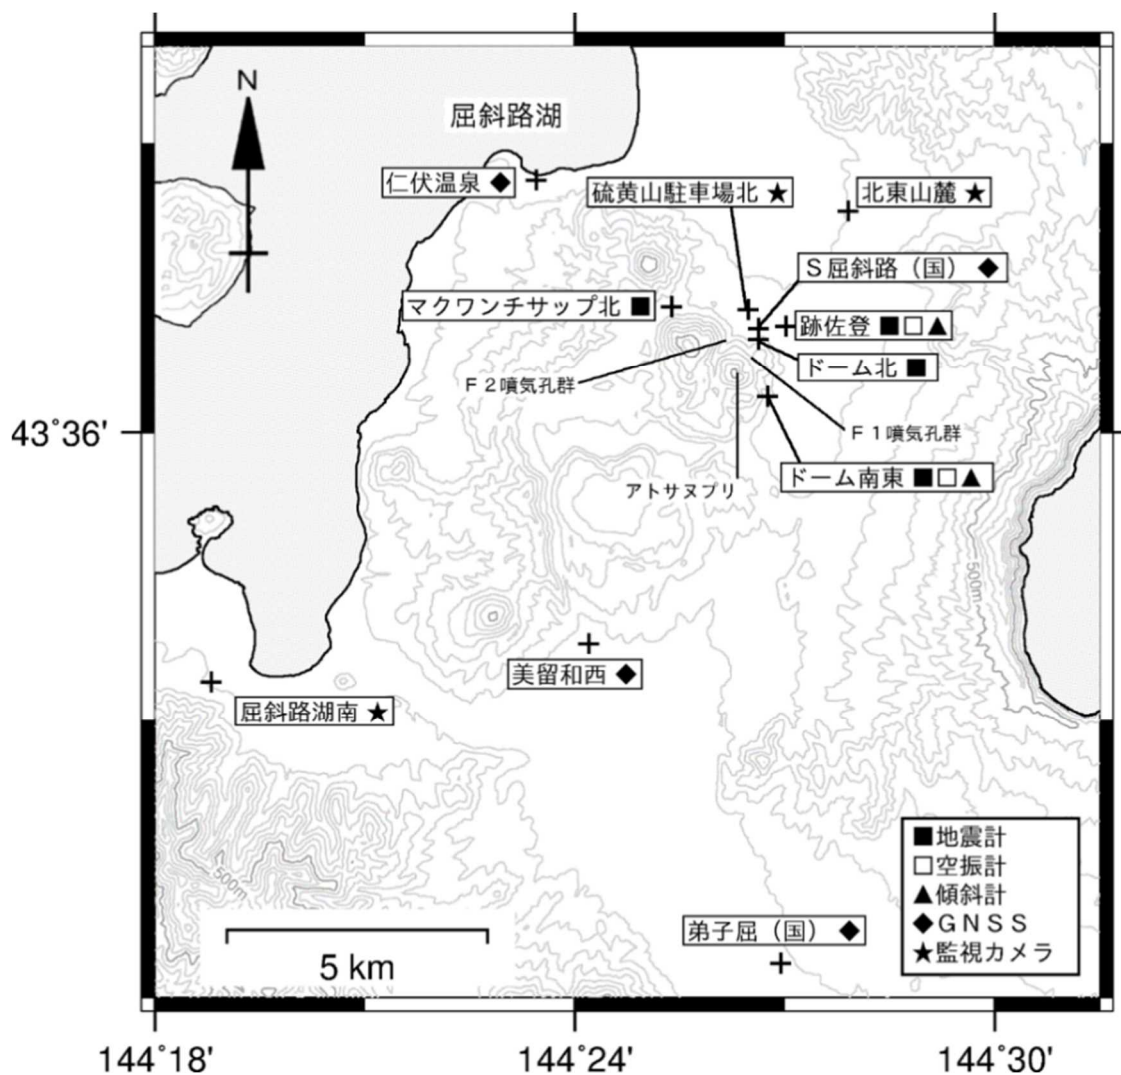 N
屈斜路湖
仁伏温泉 ◆
硫黄山駐車場北 ★
北東山麓 ★
S屈斜路（国） ◆
マクワンチサップ北 ■
跡佐登 ■□▲
ドーム北 ■
F2噴気孔群
F1噴気孔群
43°36'
ドーム南東 ■□▲
アトサヌプリ
500m
美留和西 ◆
屈斜路湖南 ★
500m
■地震計
□空振計
▲傾斜計
◆GNSS
★監視カメラ
弟子屈（国） ◆
5 km
144°18'
144°24'
144°30'